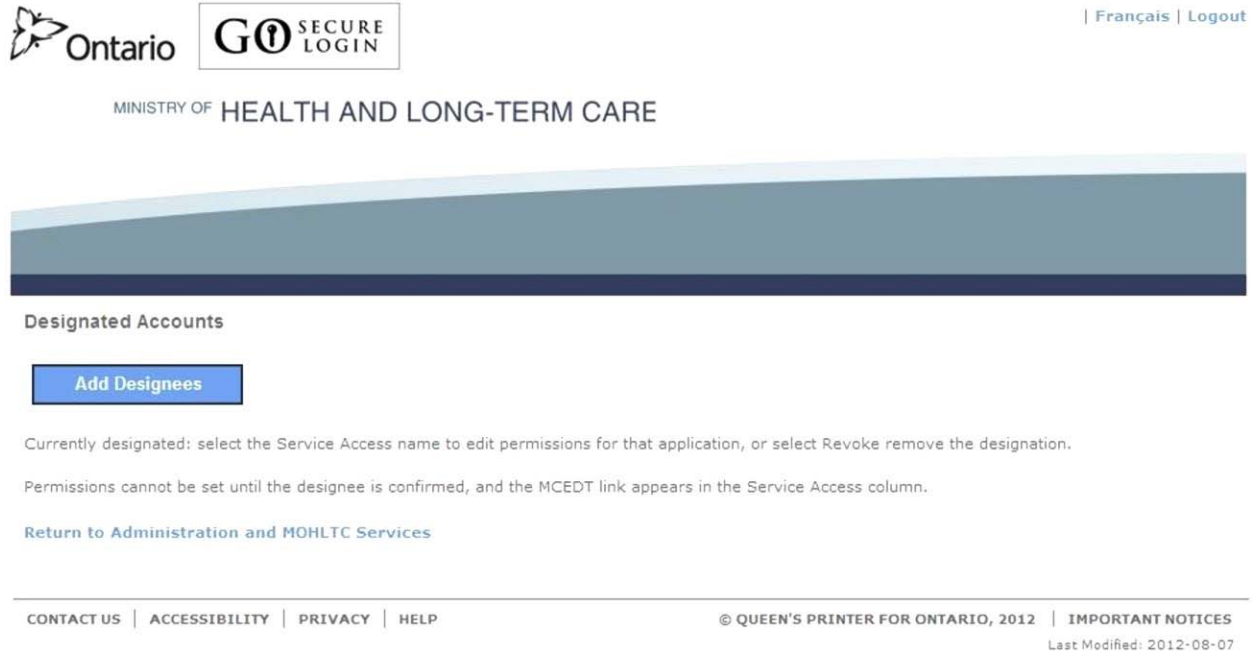 Ontario
GO SECURE LOGIN
| Français | Logout
MINISTRY OF HEALTH AND LONG-TERM CARE
Designated Accounts
Add Designees
Currently designated: select the Service Access name to edit permissions for that application, or select Revoke remove the designation.
Permissions cannot be set until the designee is confirmed, and the MCEDT link appears in the Service Access column.
Return to Administration and MOHLTC Services
CONTACT US | ACCESSIBILITY | PRIVACY | HELP
© QUEEN'S PRINTER FOR ONTARIO, 2012 | IMPORTANT NOTICES
Last Modified: 2012-08-07